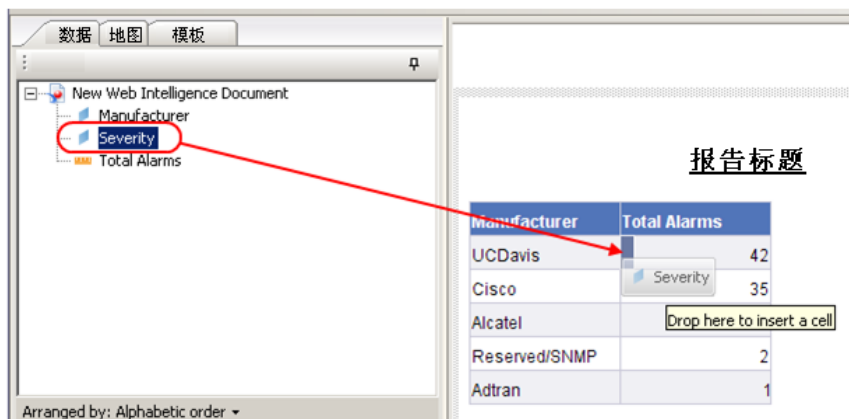 数据 地图 模板
New Web Intelligence Document
Manufacturer
Severity
Total Alarms
Arranged by: Alphabetic order
报告标题
Manufacturer Total Alarms
UCDavis 42
Severity
Cisco 35
Drop here to insert a cell
Alcatel
Reserved/SNMP 2
Adtran 1